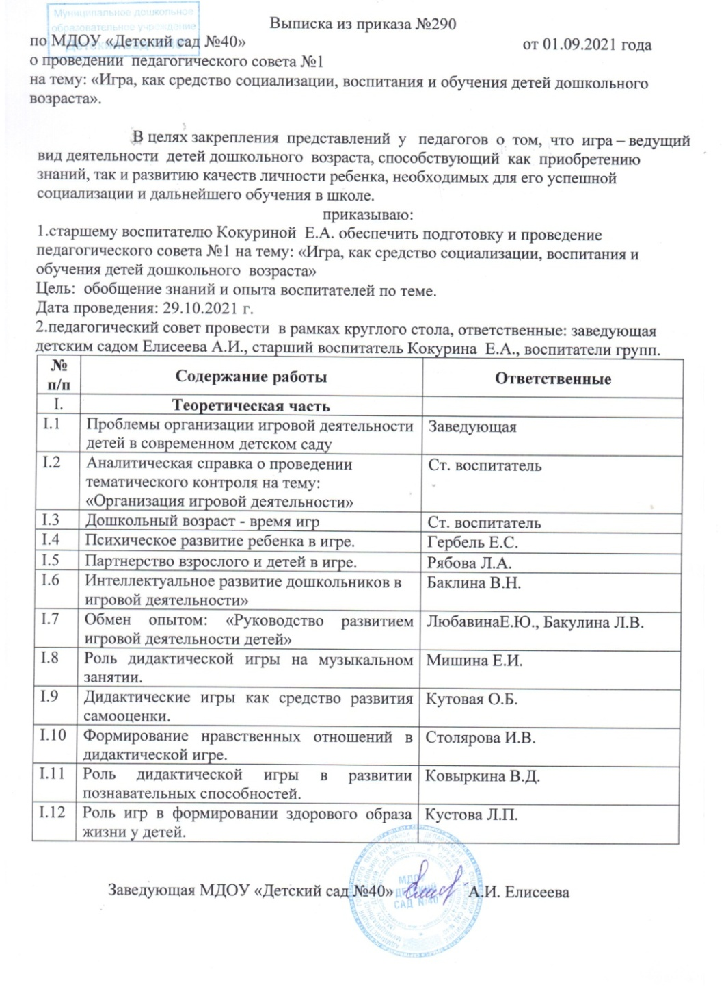 Муниципальное дошкольное
образовательное учреждение
Детский сад №40
Выписка из приказа №290
по МДОУ «Детский сад №40» от 01.09.2021 года
о проведении педагогического совета №1
на тему: «Игра, как средство социализации, воспитания и обучения детей дошкольного
возраста».
В целях закрепления представлений у педагогов о том, что игра – ведущий
вид деятельности детей дошкольного возраста, способствующий как приобретению
знаний, так и развитию качеств личности ребенка, необходимых для его успешной
социализации и дальнейшего обучения в школе.
приказываю:
1.старшему воспитателю Кокуриной Е.А. обеспечить подготовку и проведение
педагогического совета №1 на тему: «Игра, как средство социализации, воспитания и
обучения детей дошкольного возраста»
Цель: обобщение знаний и опыта воспитателей по теме.
Дата проведения: 29.10.2021 г.
2.педагогический совет провести в рамках круглого стола, ответственные: заведующая
детским садом Елисеева А.И., старший воспитатель Кокурина Е.А., воспитатели групп.
№
п/п
Содержание работы
Ответственные
I.
Теоретическая часть
I.1
Проблемы организации игровой деятельности
детей в современном детском саду
Заведующая
I.2
Аналитическая справка о проведении
тематического контроля на тему:
«Организация игровой деятельности»
Ст. воспитатель
I.3
Дошкольный возраст - время игр
Ст. воспитатель
I.4
Психическое развитие ребенка в игре.
Гербель Е.С.
I.5
Партнерство взрослого и детей в игре.
Рябова Л.А.
I.6
Интеллектуальное развитие дошкольников в
игровой деятельности»
Баклина В.Н.
I.7
Обмен опытом: «Руководство развитием
игровой деятельности детей»
ЛюбавинаЕ.Ю., Бакулина Л.В.
I.8
Роль дидактической игры на музыкальном
занятии.
Мишина Е.И.
I.9
Дидактические игры как средство развития
самооценки.
Кутовая О.Б.
I.10
Формирование нравственных отношений в
дидактической игре.
Столярова И.В.
I.11
Роль дидактической игры в развитии
познавательных способностей.
Ковыркина В.Д.
I.12
Роль игр в формировании здорового образа
жизни у детей.
Кустова Л.П.
Заведующая МДОУ «Детский сад №40» А.И. Елисеева
МДОУ
ДЕТСКИЙ
САД №40